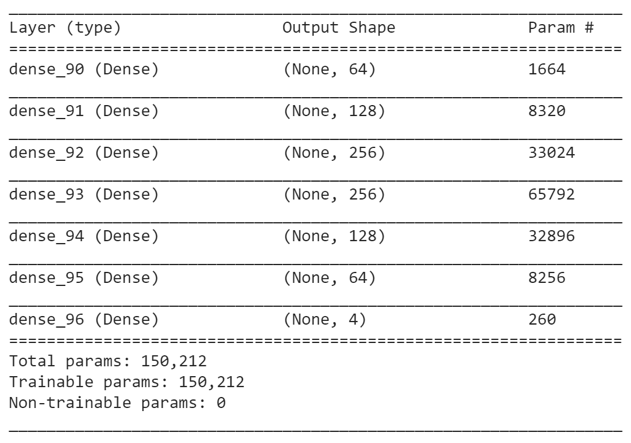 Layer (type) Output Shape Param #
dense_90 (Dense) (None, 64) 1664
dense_91 (Dense) (None, 128) 8320
dense_92 (Dense) (None, 256) 33024
dense_93 (Dense) (None, 256) 65792
dense_94 (Dense) (None, 128) 32896
dense_95 (Dense) (None, 64) 8256
dense_96 (Dense) (None, 4) 260
Total params: 150,212
Trainable params: 150,212
Non-trainable params: 0